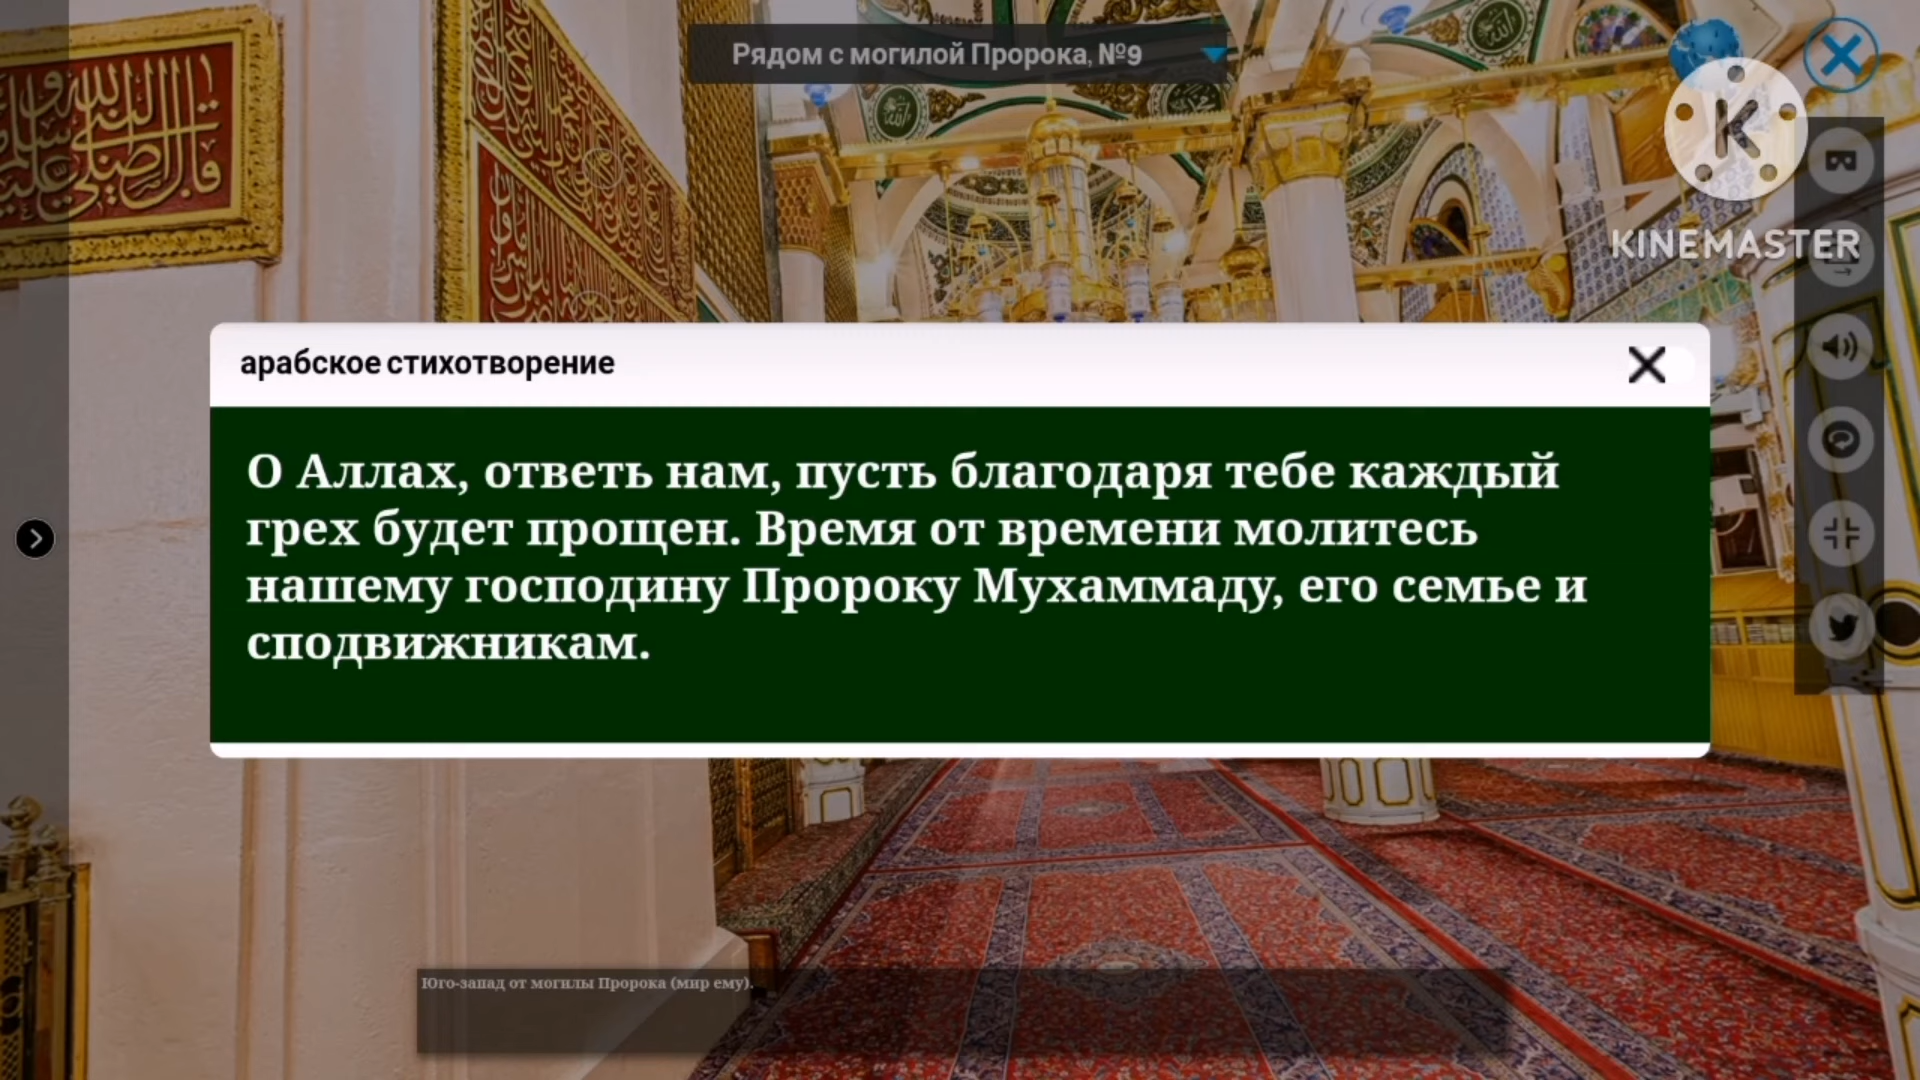 Рядом с могилой Пророка, №9
KINEMASTER
арабское стихотворение
О Аллах, ответь нам, пусть благодаря тебе каждый
грех будет прощен. Время от времени молитесь
нашему господину Пророку Мухаммаду, его семье и
сподвижникам.
Юго-запад от могилы Пророка (мир ему).